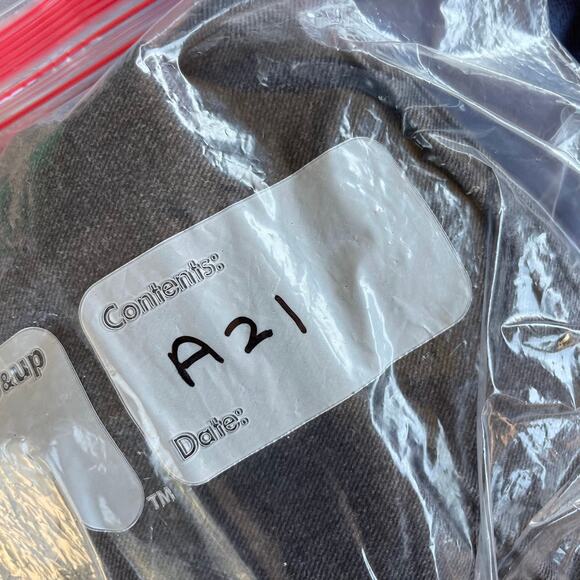 Contents:
A21
Date:
&up
TM